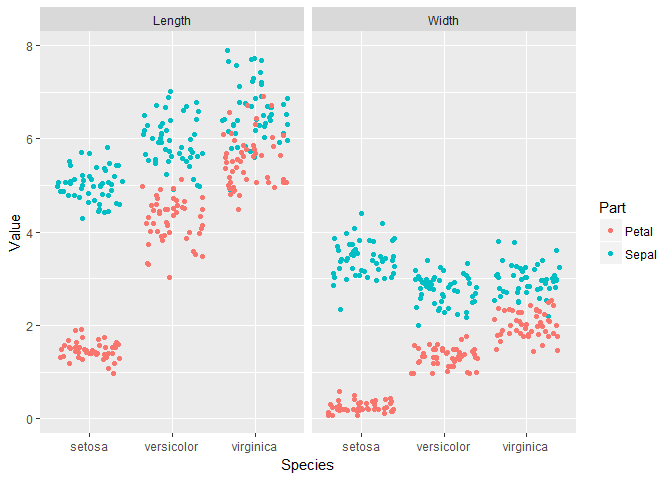 Length Width
8
6
4
2
0
Value
setosa versicolor virginica setosa versicolor virginica
Species
Part
Petal
Sepal